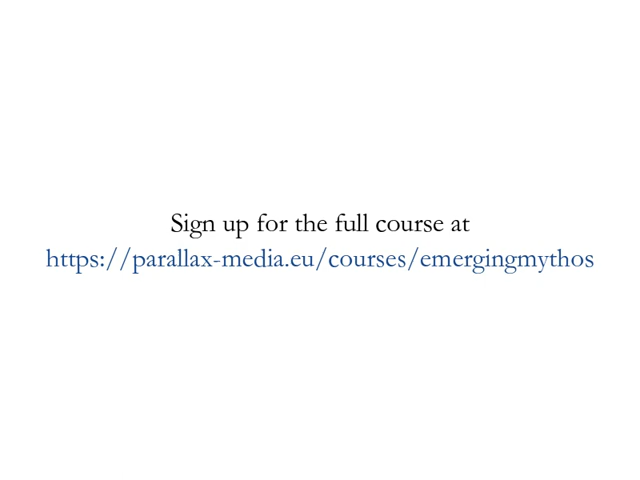 Sign up for the full course at
https://parallax-media.eu/courses/emergingmythos